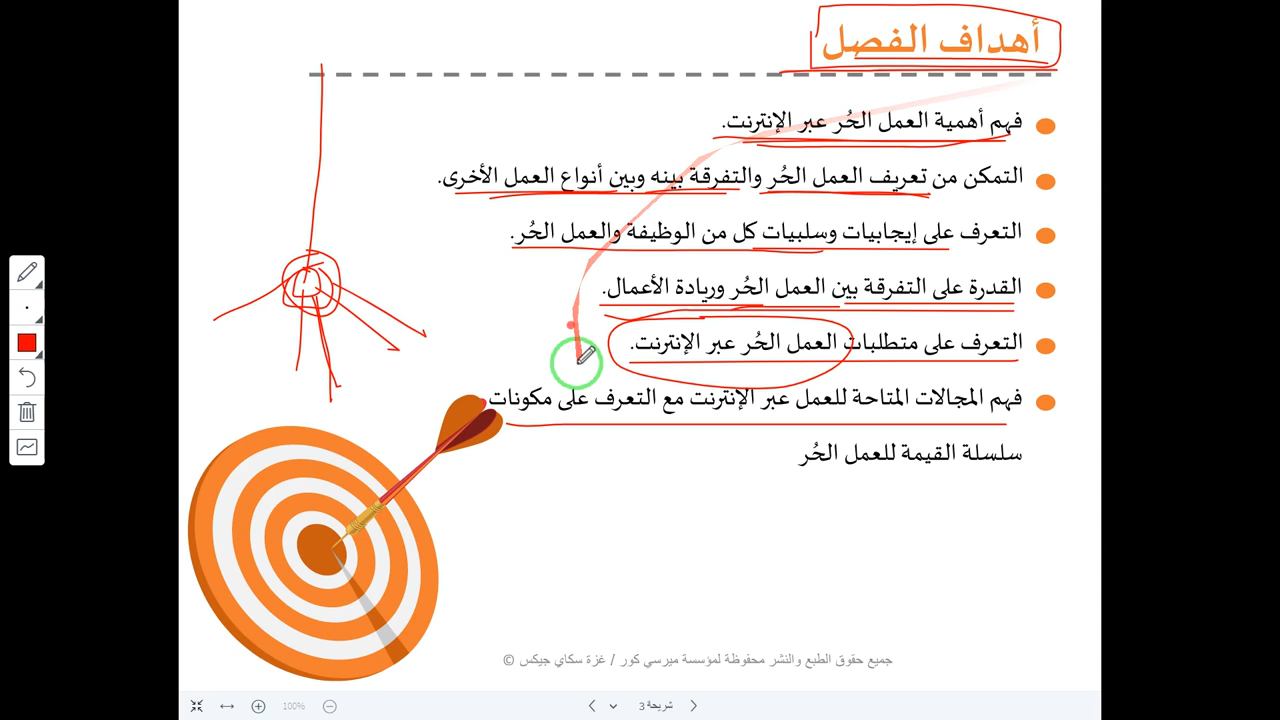 أهداف الفصل
فهم أهمية العمل الحُر عبر الإنترنت.
التمكن من تعريف العمل الحُر والتفرقة بينه وبين أنواع العمل الأخرى.
التعرف على إيجابيات وسلبيات كل من الوظيفة والعمل الحُر.
القدرة على التفرقة بين العمل الحُر وريادة الأعمال.
التعرف على متطلبات العمل الحُر عبر الإنترنت.
فهم المجالات المتاحة للعمل عبر الإنترنت مع التعرف على مكونات
سلسلة القيمة للعمل الحُر
جميع حقوق الطبع والنشر محفوظة لمؤسسة ميرسي كور / غزة سكاي جيكس ©
100%
شريحة 3